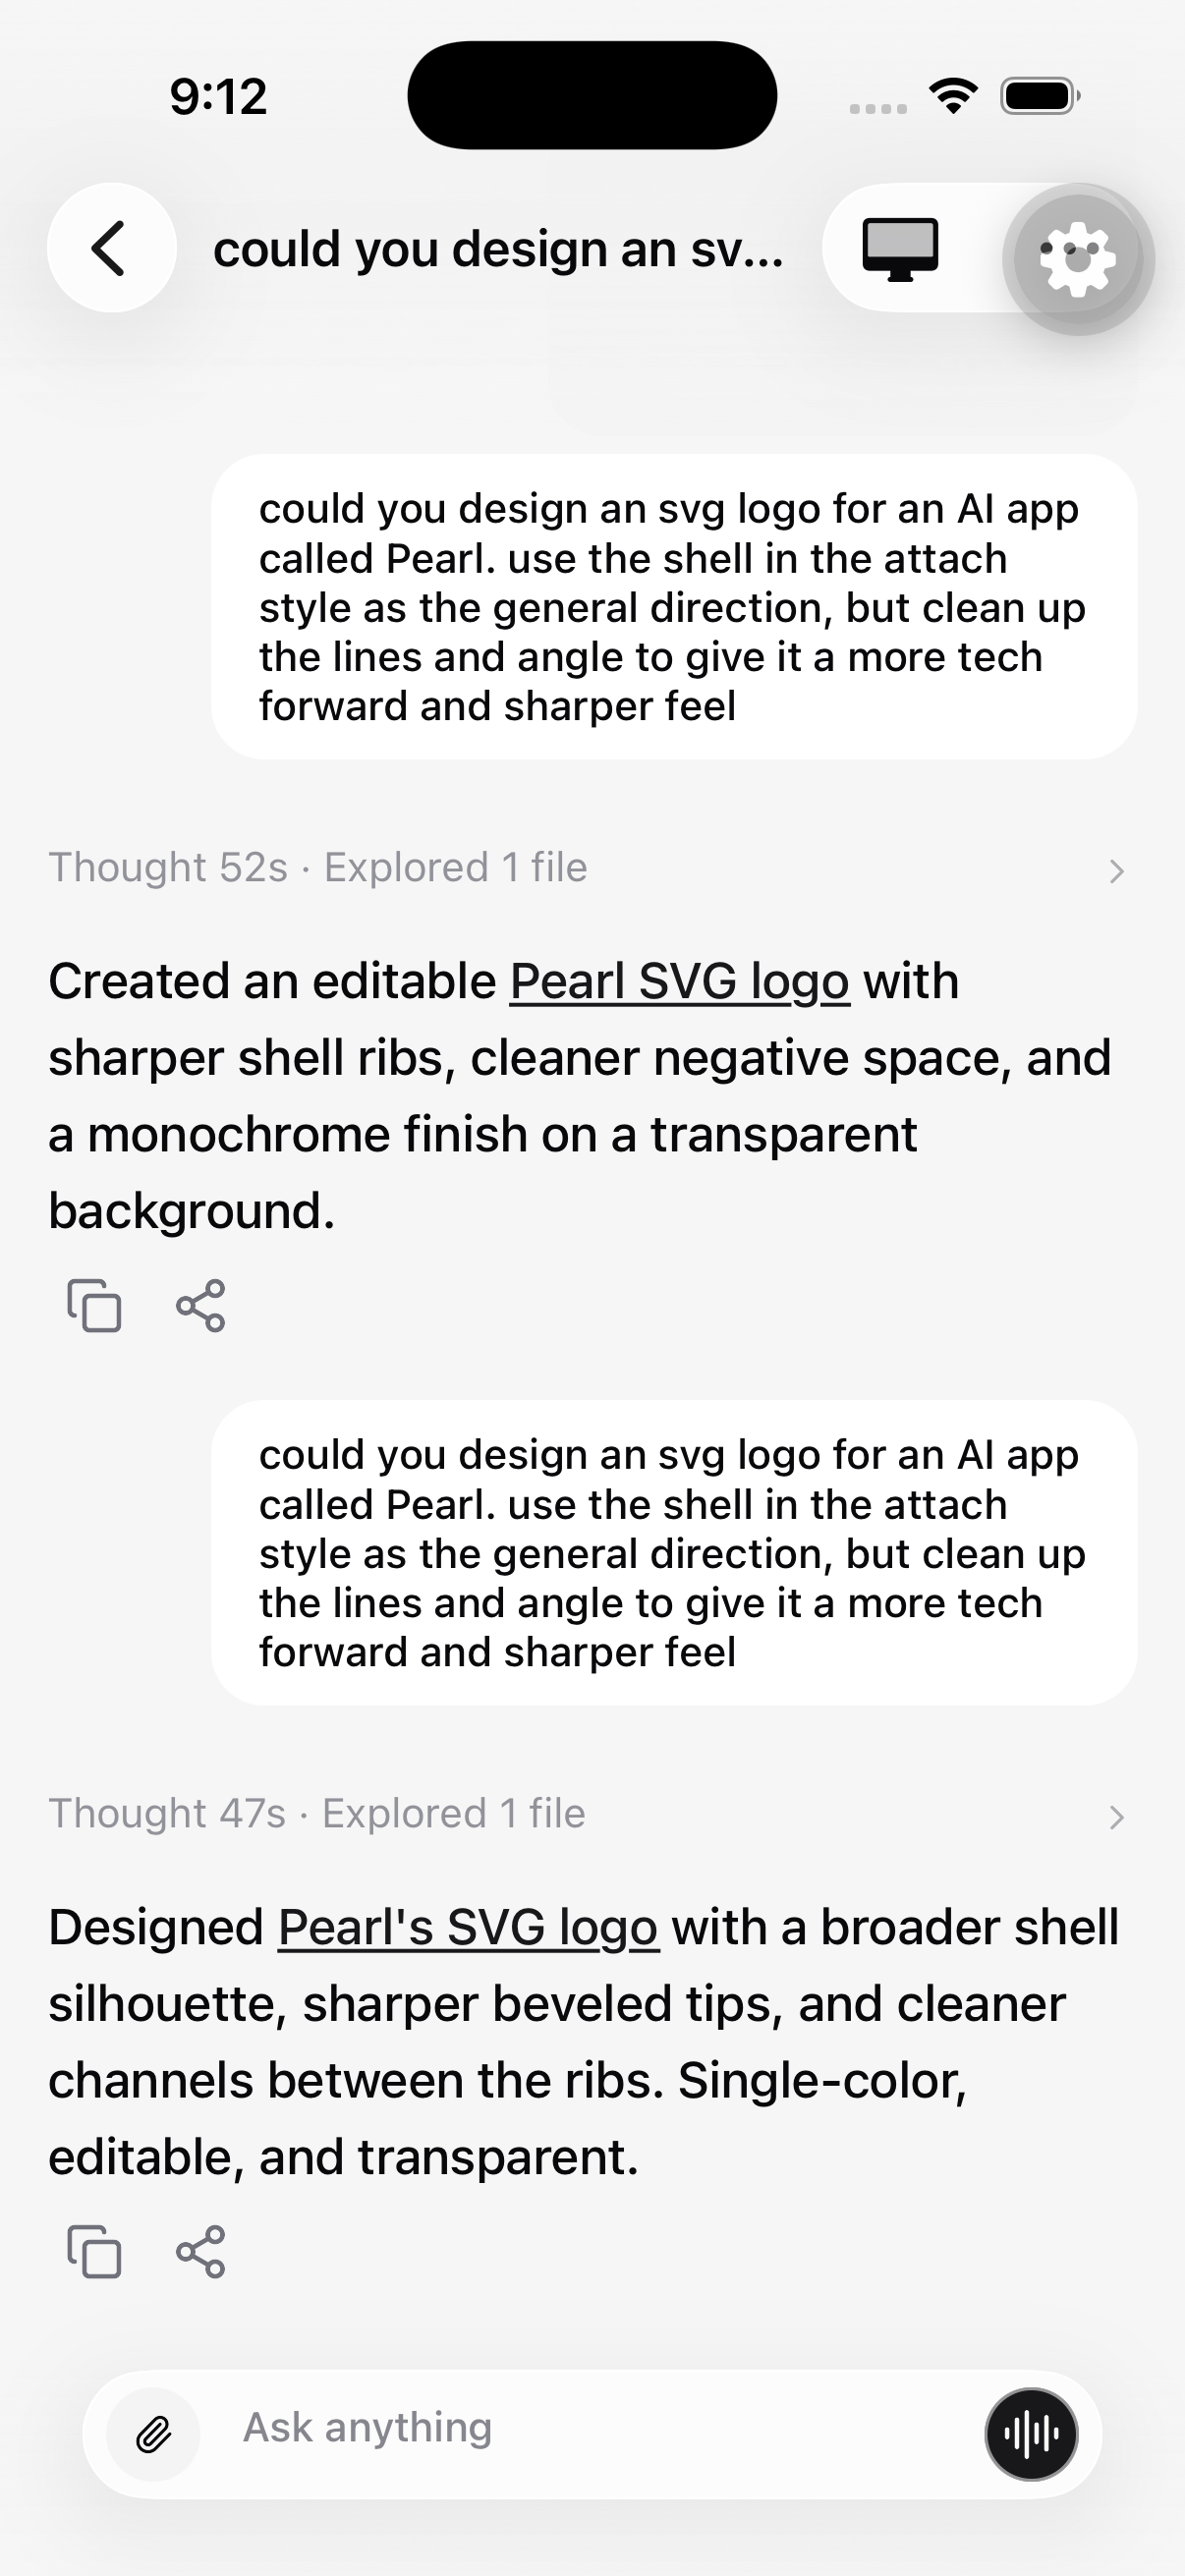 9:12
could you design an sv...
could you design an svg logo for an AI app
called Pearl. use the shell in the attach
style as the general direction, but clean up
the lines and angle to give it a more tech
forward and sharper feel
Thought 52s · Explored 1 file
Created an editable Pearl SVG logo with
sharper shell ribs, cleaner negative space, and
a monochrome finish on a transparent
background.
could you design an svg logo for an AI app
called Pearl. use the shell in the attach
style as the general direction, but clean up
the lines and angle to give it a more tech
forward and sharper feel
Thought 47s · Explored 1 file
Designed Pearl's SVG logo with a broader shell
silhouette, sharper beveled tips, and cleaner
channels between the ribs. Single-color,
editable, and transparent.
Ask anything